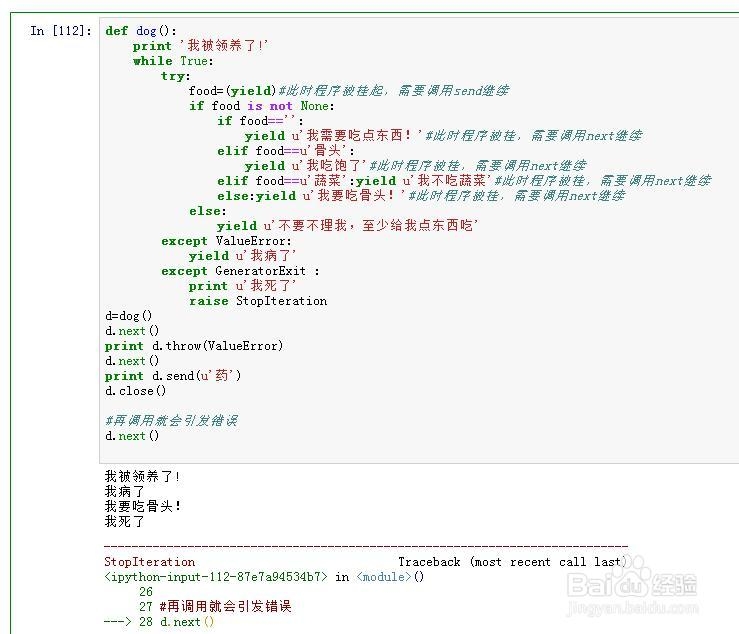 In [112]: def dog():
    print '我被领养了!'
    while True:
        try:
            food=(yield)#此时程序被挂起，需要调用send继续
            if food is not None:
                if food=='':
                    yield u'我需要吃点东西！'#此时程序被挂，需要调用next继续
                elif food==u'骨头':
                    yield u'我吃饱了'#此时程序被挂，需要调用next继续
                elif food==u'蔬菜':yield u'我不吃蔬菜'#此时程序被挂，需要调用next继续
                else:yield u'我要吃骨头！'#此时程序被挂，需要调用next继续
            else:
                yield u'不要不理我，至少给我点东西吃'
        except ValueError:
            yield u'我病了'
        except GeneratorExit :
            print u'我死了'
            raise StopIteration
d=dog()
d.next()
print d.throw(ValueError)
d.next()
print d.send(u'药')
d.close()
#再调用就会引发错误
d.next()
我被领养了!
我病了
我要吃骨头！
我死了
---------------------------------------------------------------------------
StopIteration                             Traceback (most recent call last)
<ipython-input-112-87e7a94534b7> in <module>()
     26
     27 #再调用就会引发错误
---> 28 d.next()
Baidu经验
jingyan.baidu.com